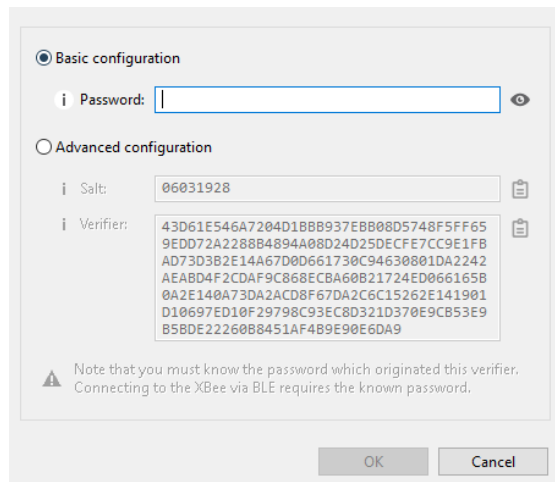 Basic configuration
i Password:
Advanced configuration
i Salt: 06031928
i Verifier: 43D61E546A7204D1BBB937EBB08D5748F5FF65
9EDD72A2288B4894A08D24D25DECFE7CC9E1FB
AD73D3B2E14A67D0D661730C94630801DA2242
AEABD4F2CDAF9C868ECBA60B21724ED066165B
0A2E140A73DA2ACD8F67DA2C6C15262E141901
D10697ED10F29798C93EC8D321D370E9CB53E9
B5BDE22260B8451AF4B9E90E6DA9
Note that you must know the password which originated this verifier.
Connecting to the XBee via BLE requires the known password.
OK Cancel